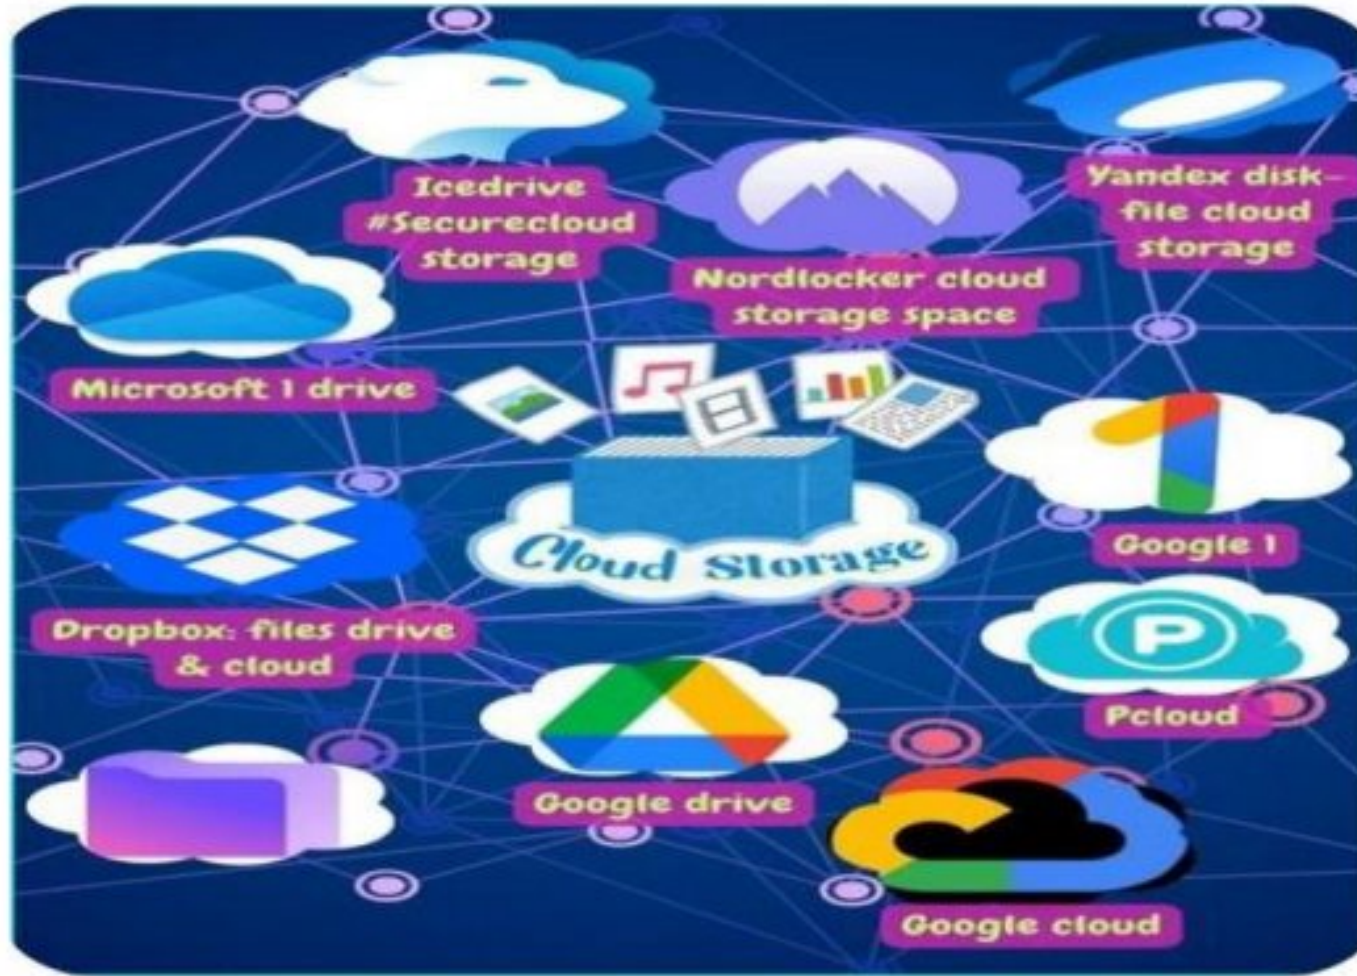 Icedrive
#Securecloud
storage
Nordlocker cloud
storage space
Yandex disk-
file cloud
storage
Microsoft 1 drive
Cloud Storage
Google 1
Dropbox: files drive
& cloud
P
Pcloud
Google drive
Google cloud